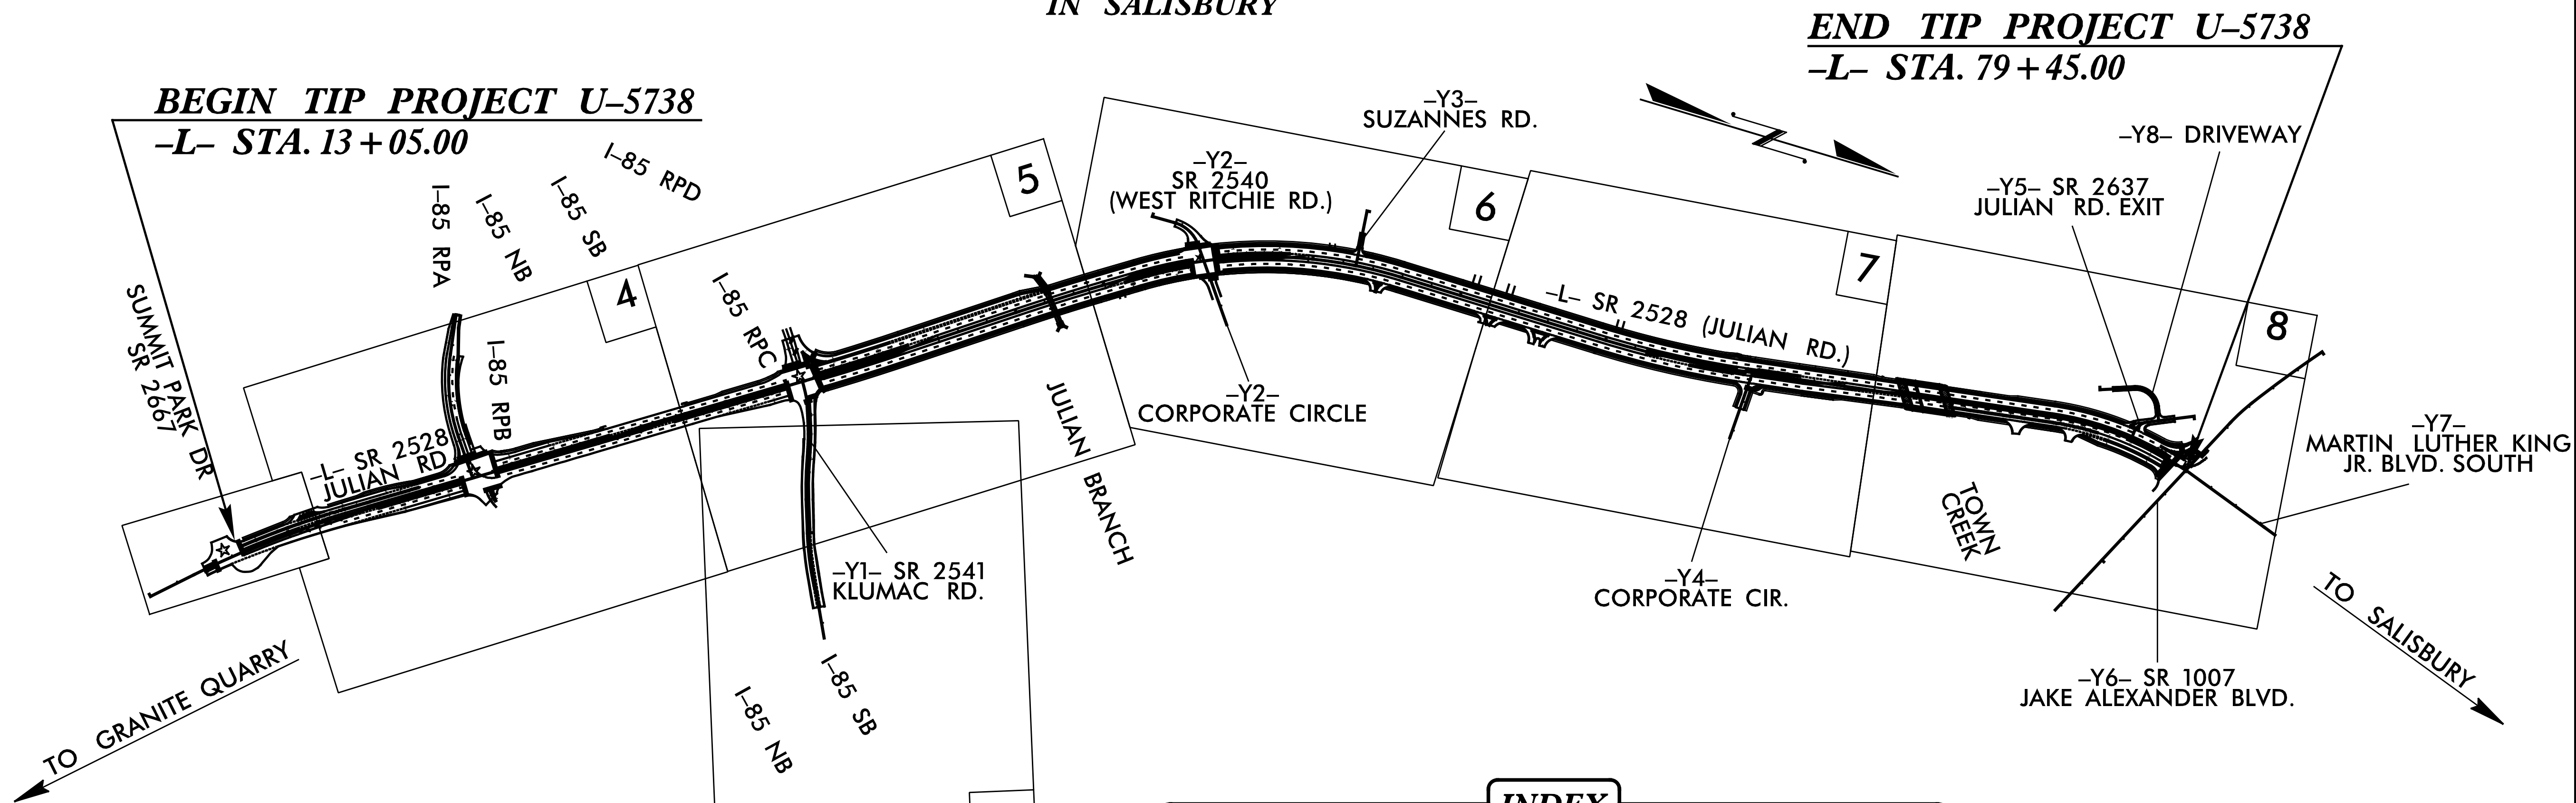 IN SALISBURY
END TIP PROJECT U–5738
–L– STA. 79+45.00
BEGIN TIP PROJECT U–5738
–L– STA. 13+05.00
I–85 RPA
I–85 NB
I–85 SB
I–85 RPD
5
–Y2–
SR 2540
(WEST RITCHIE RD.)
–Y3–
SUZANNES RD.
6
–Y8– DRIVEWAY
–Y5– SR 2637
JULIAN RD. EXIT
7
4
8
SUMMIT PARK DR
SR 2667
–L– SR 2528
JULIAN RD
I–85 RPB
I–85 RPC
–L– SR 2528 (JULIAN RD.)
–Y2–
CORPORATE CIRCLE
JULIAN BRANCH
–Y7–
MARTIN LUTHER KING
JR. BLVD. SOUTH
TOWN
CREEK
–Y1– SR 2541
KLUMAC RD.
–Y4–
CORPORATE CIR.
TO SALISBURY
–Y6– SR 1007
JAKE ALEXANDER BLVD.
TO GRANITE QUARRY
I–85 SB
I–85 NB
INDEX